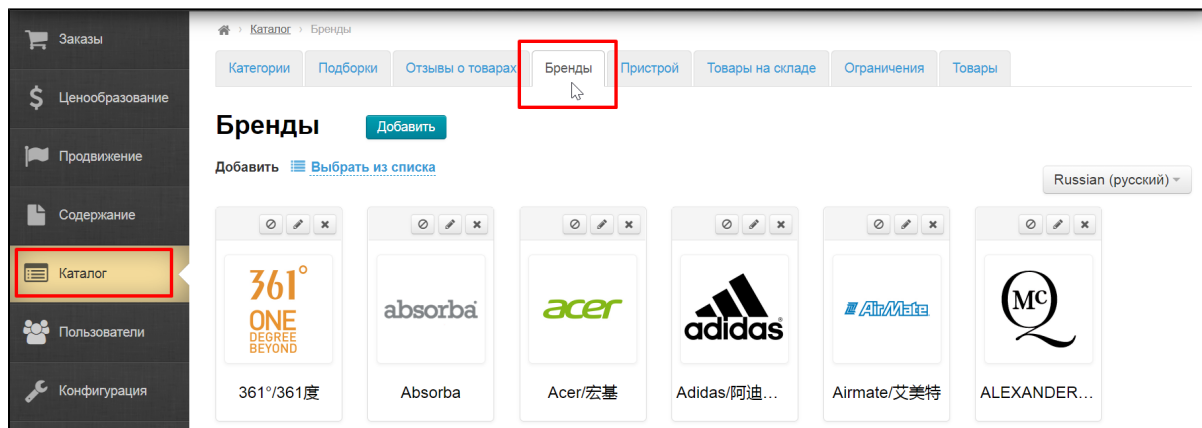 Заказы
Ценообразование
Продвижение
Содержание
Каталог
Пользователи
Конфигурация
Каталог › Бренды
Категории Подборки Отзывы о товарах Бренды Пристрой Товары на складе Ограничения Товары
Бренды Добавить
Добавить Выбрать из списка
Russian (русский)
361°
ONE
DEGREE
BEYOND
absorba
acer
adidas
AirMate
McQ
361°/361度 Absorba Acer/宏基 Adidas/阿迪... Airmate/艾美特 ALEXANDER...